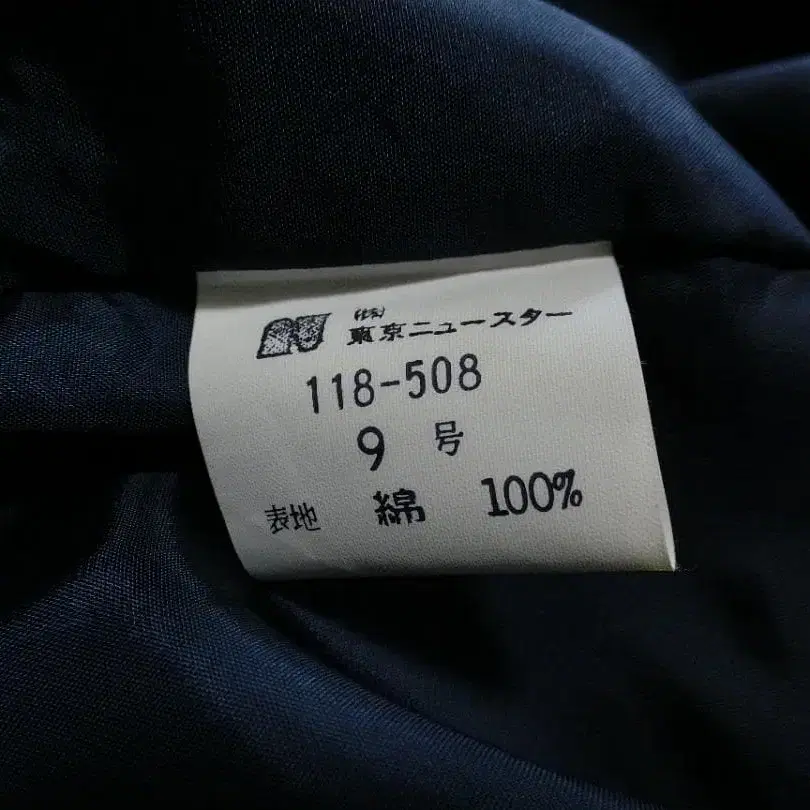 (株)
東京ニュースター
118-508
9 号
表地 綿 100%